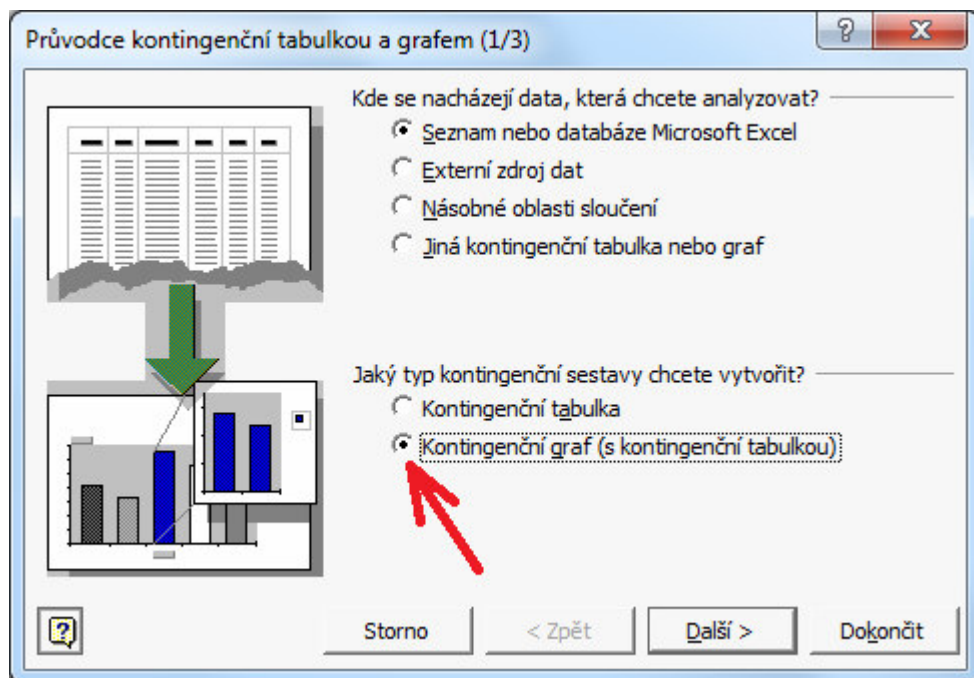 Průvodce kontingenční tabulkou a grafem (1/3)
Kde se nacházejí data, která chcete analyzovat?
Seznam nebo databáze Microsoft Excel
Externí zdroj dat
Násobné oblasti sloučení
Jiná kontingenční tabulka nebo graf
Jaký typ kontingenční sestavy chcete vytvořit?
Kontingenční tabulka
Kontingenční graf (s kontingenční tabulkou)
Storno
< Zpět
Další >
Dokončit